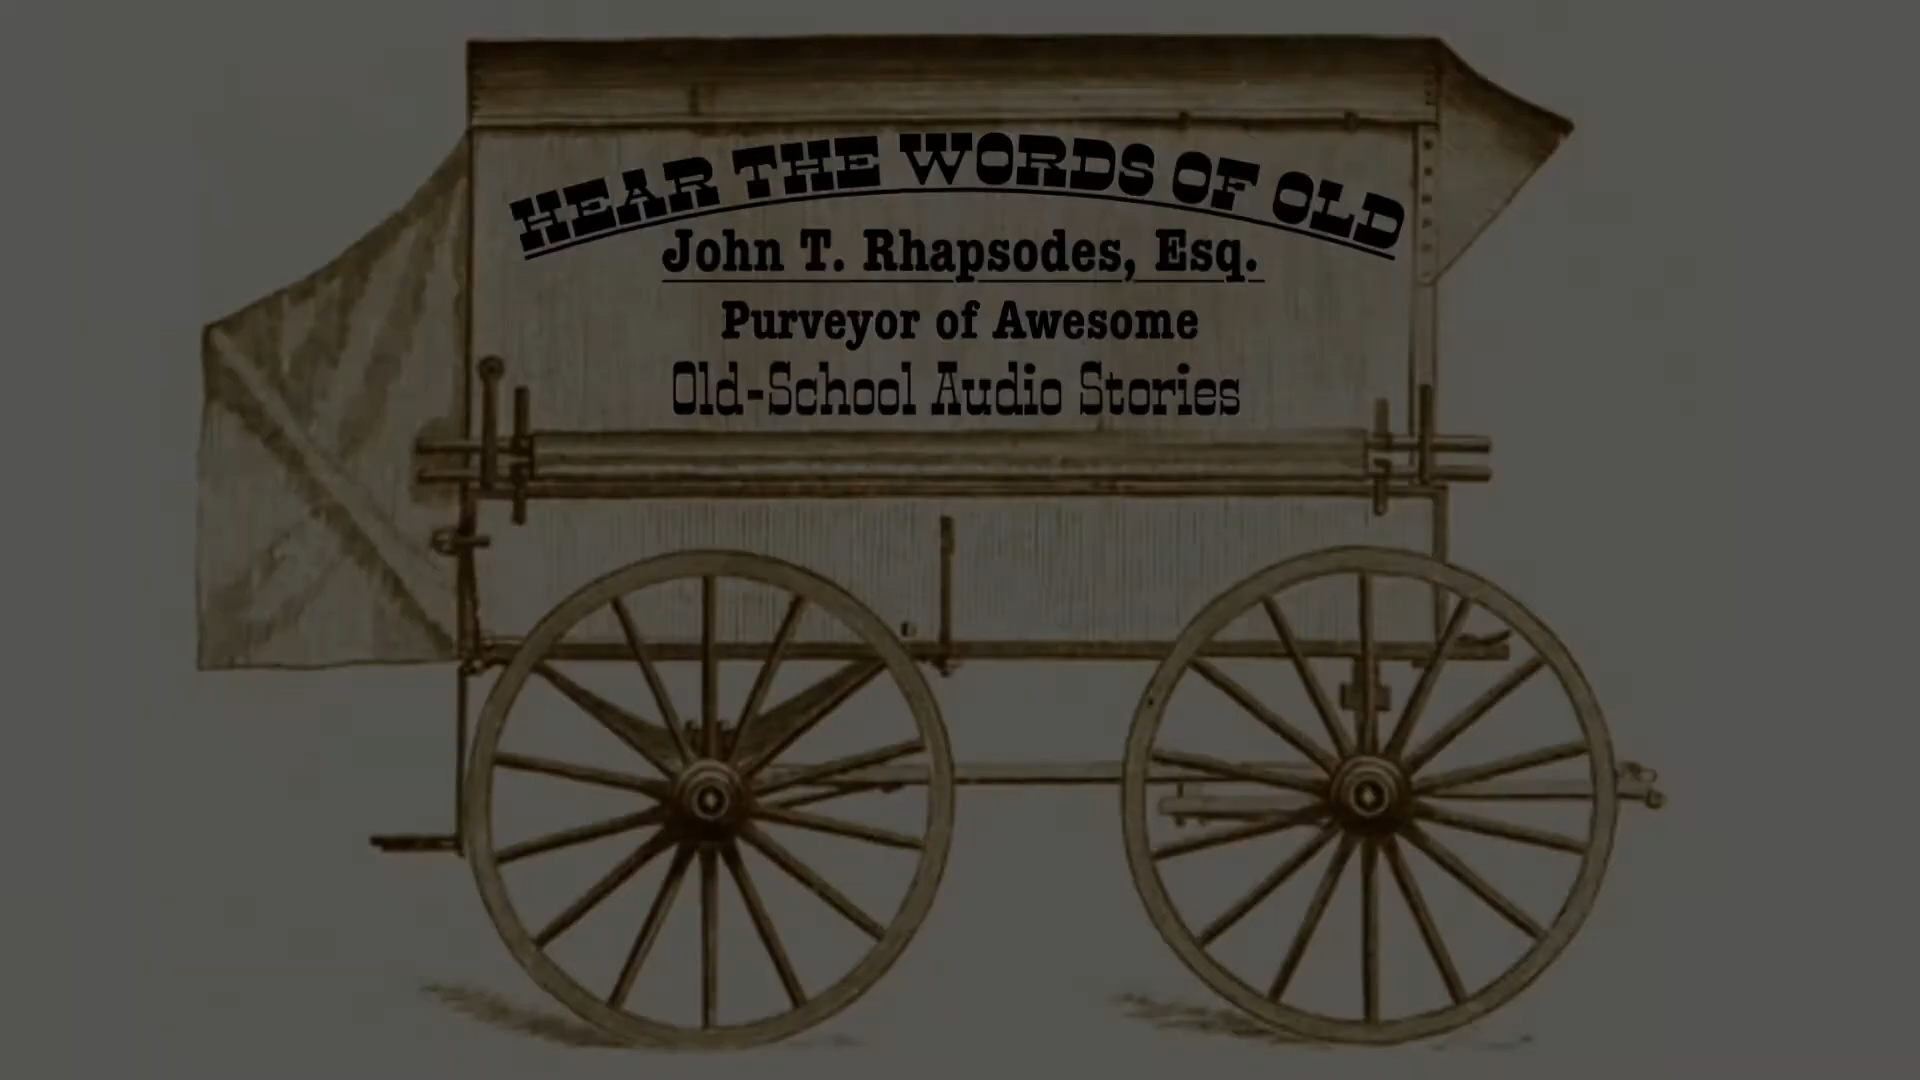 HEAR THE WORDS OF OLD
John T. Rhapsodes, Esq.
Purveyor of Awesome
Old-School Audio Stories